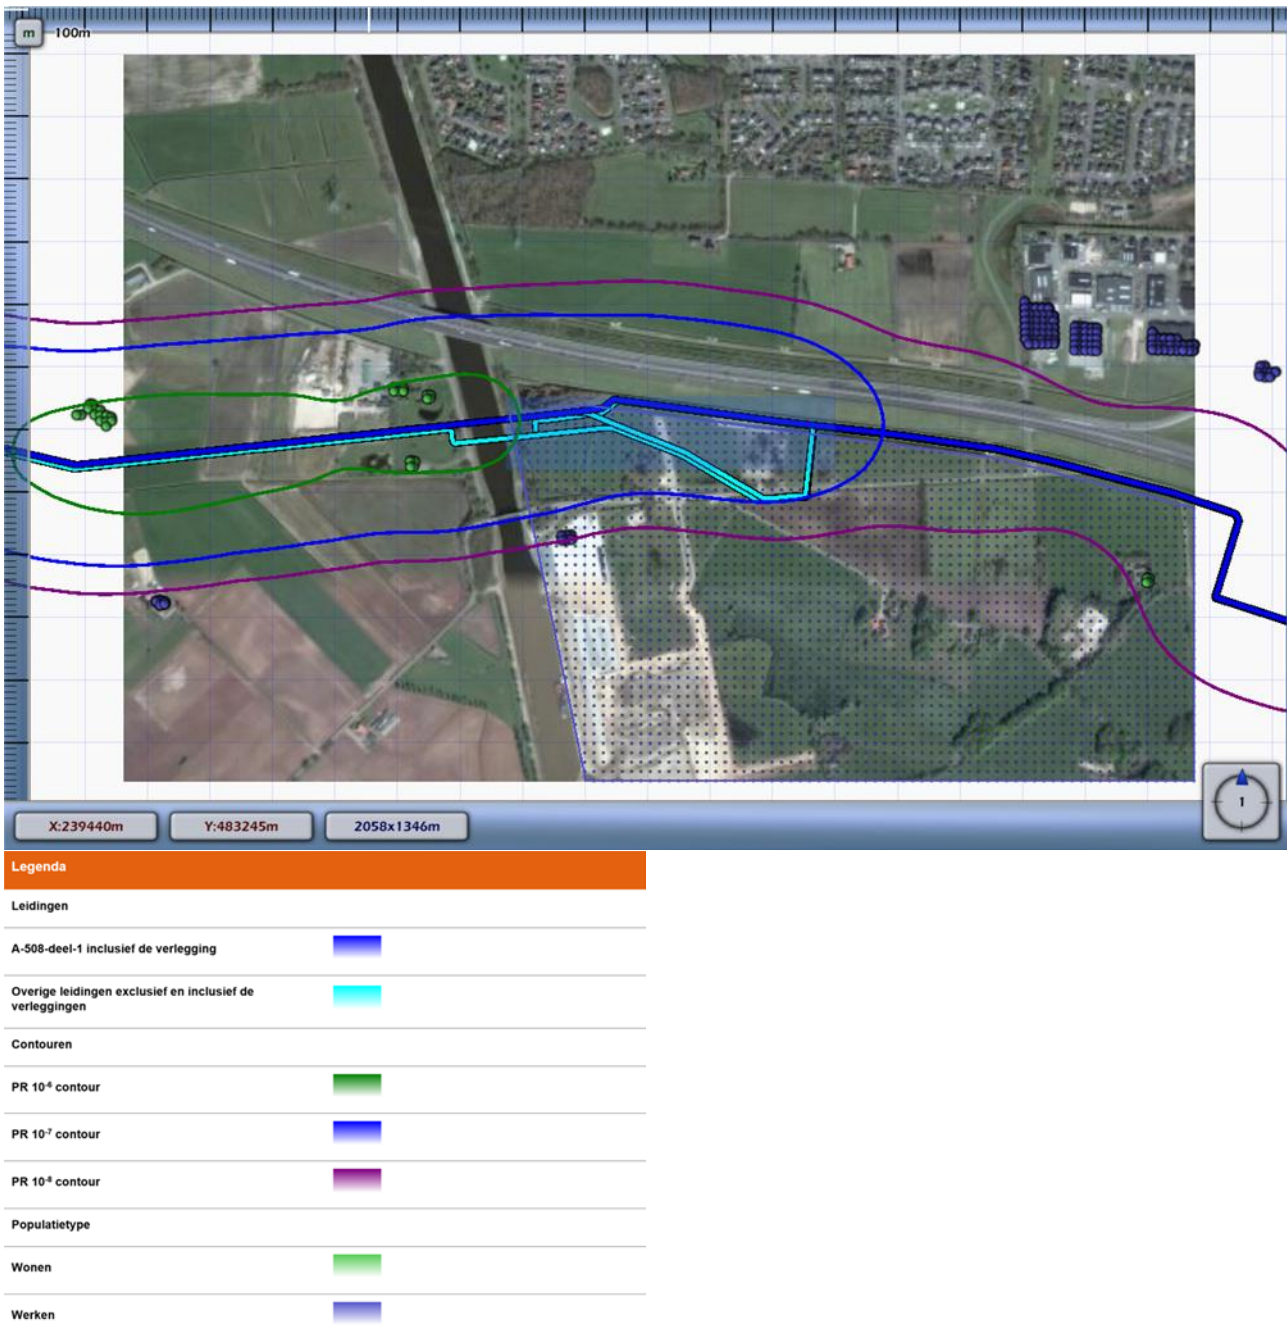 m
100m
X:239440m
Y:483245m
2058x1346m
1
Legenda
Leidingen
A-508-deel-1 inclusief de verlegging
Overige leidingen exclusief en inclusief de
verleggingen
Contouren
PR 10⁻⁶ contour
PR 10⁻⁷ contour
PR 10⁻⁸ contour
Populatietype
Wonen
Werken